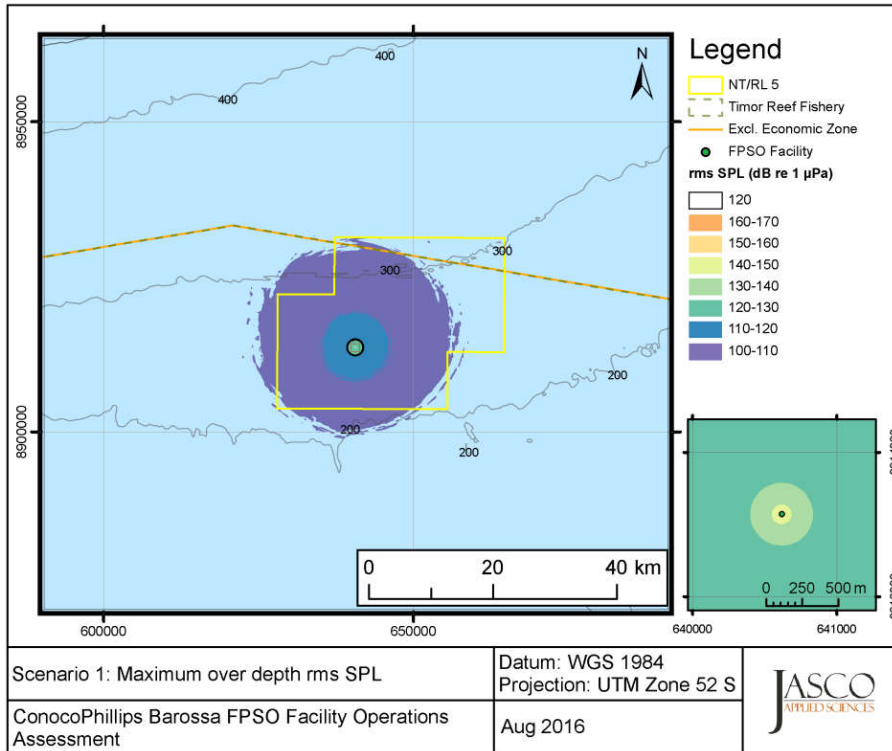 400
400
N
300
300
200
200
200
8950000
8900000
600000
650000
0 20 40 km
Legend
NT/RL 5
Timor Reef Fishery
Excl. Economic Zone
FPSO Facility
rms SPL (dB re 1 µPa)
120
160-170
150-160
140-150
130-140
120-130
110-120
100-110
0 250 500 m
640000
641000
Scenario 1: Maximum over depth rms SPL
ConocoPhillips Barossa FPSO Facility Operations
Assessment
Datum: WGS 1984
Projection: UTM Zone 52 S
Aug 2016
JASCO
APPLIED SCIENCES